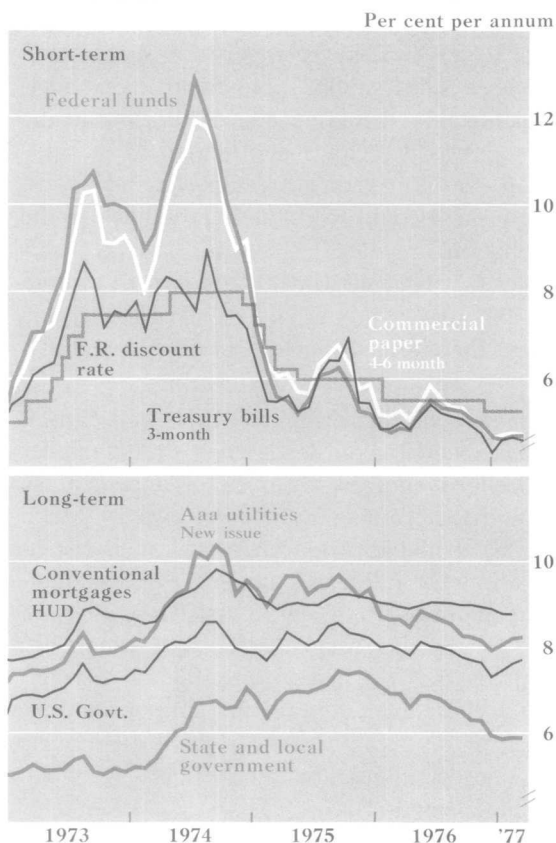 Per cent per annum
Short-term
Federal funds
12
10
8
Commercial
paper
4-6 month
F.R. discount
rate
6
Treasury bills
3-month
Long-term
Aaa utilities
New issue
10
Conventional
mortgages
HUD
8
U.S. Govt.
6
State and local
government
1973 1974 1975 1976 '77